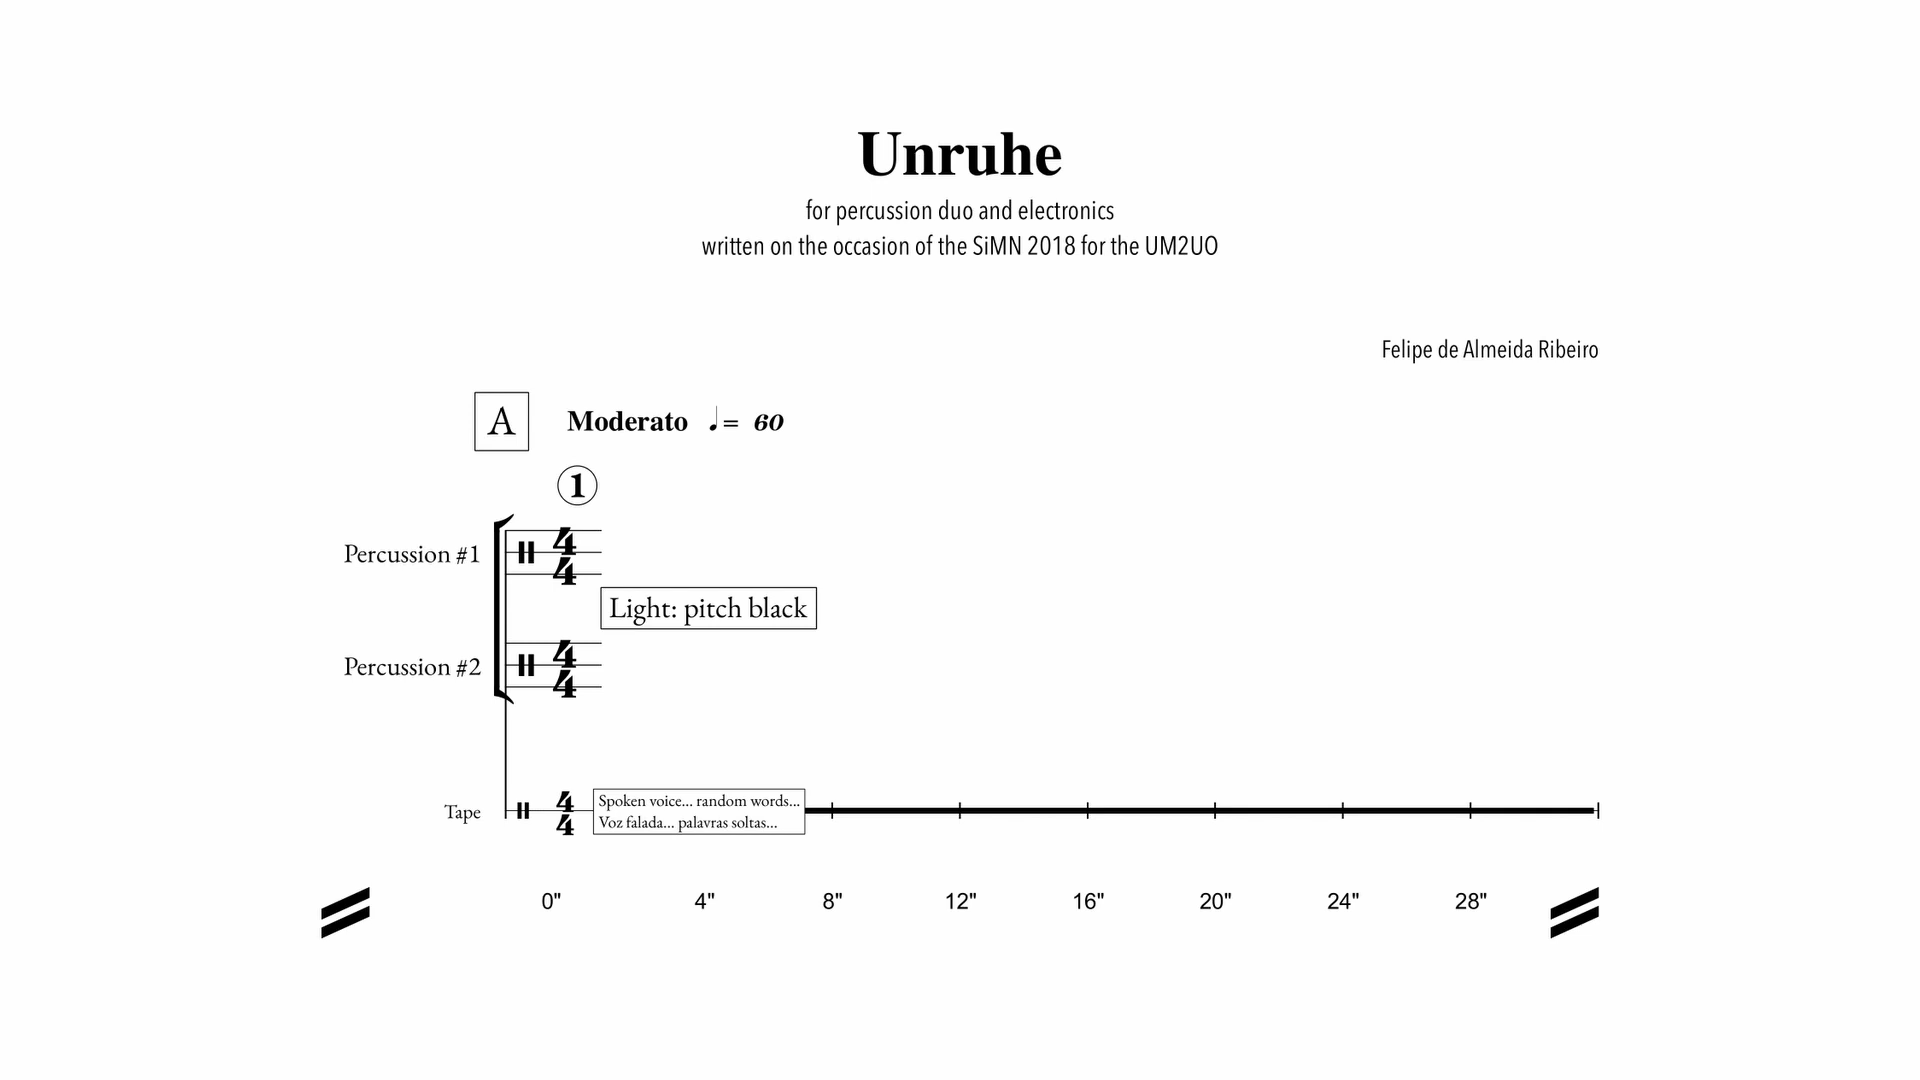 Unruhe
for percussion duo and electronics
written on the occasion of the SiMN 2018 for the UM2UO
Felipe de Almeida Ribeiro
A Moderato ♩= 60
1
Percussion #1 4/4
Light: pitch black
Percussion #2 4/4
Tape 4/4
Spoken voice... random words...
Voz falada... palavras soltas...
0" 4" 8" 12" 16" 20" 24" 28"